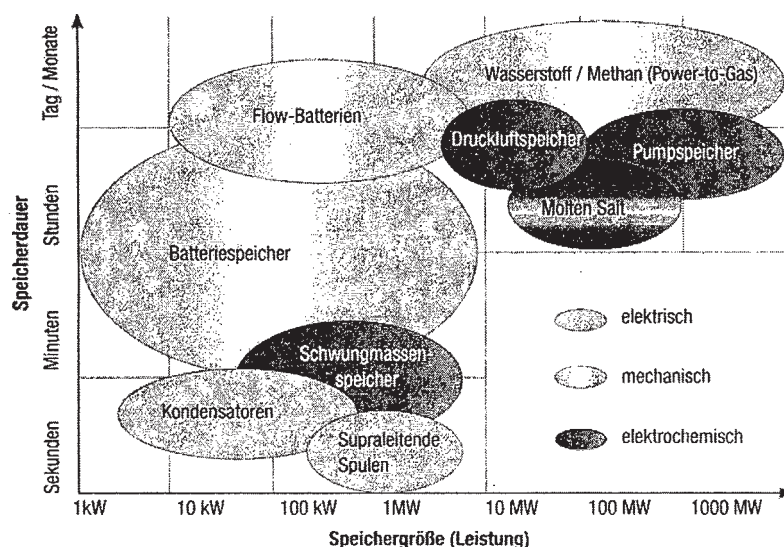 Speicherdauer
Tag / Monate
Stunden
Minuten
Sekunden
Wasserstoff / Methan (Power-to-Gas)
Flow-Batterien
Druckluftspeicher
Pumpspeicher
Molten Salt
Batteriespeicher
Schwungmassen-
speicher
Kondensatoren
Supraleitende
Spulen
elektrisch
mechanisch
elektrochemisch
1kW 10 kW 100 kW 1MW 10 MW 100 MW 1000 MW
Speichergröße (Leistung)